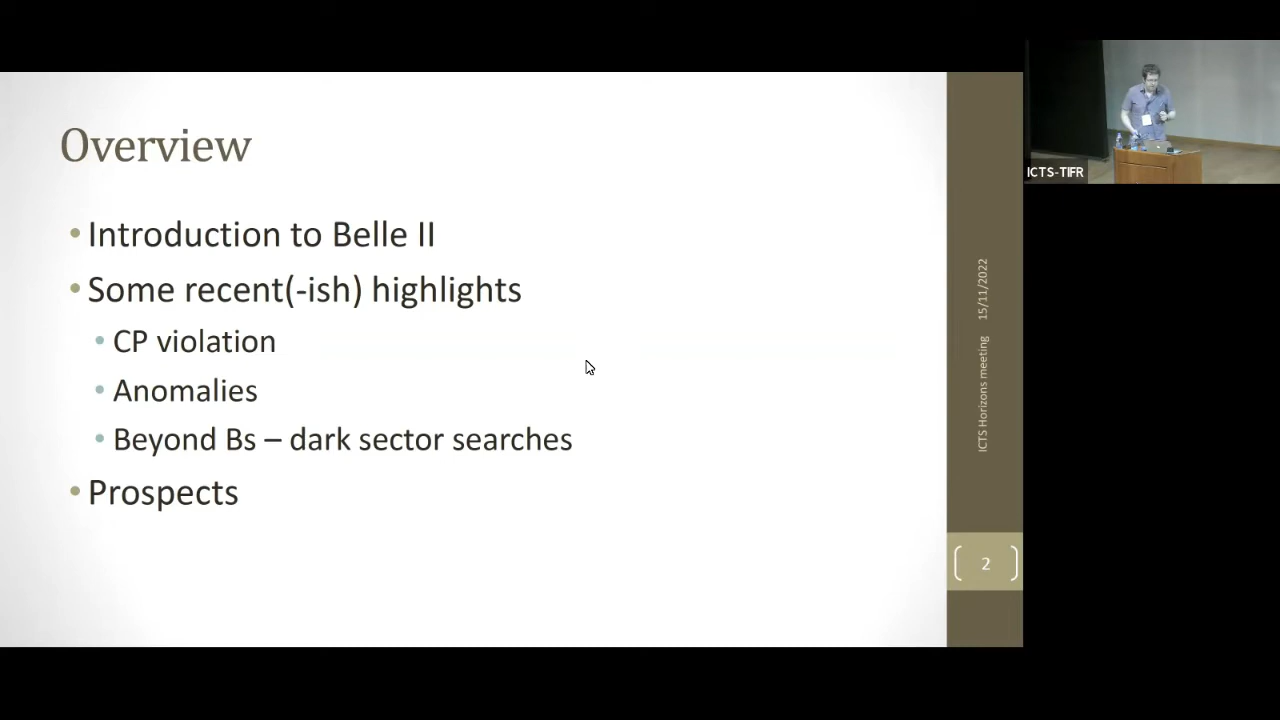 Overview
• Introduction to Belle II
• Some recent(-ish) highlights
• CP violation
• Anomalies
• Beyond Bs – dark sector searches
• Prospects
ICTS Horizons meeting 15/11/2022
2
ICTS-TIFR